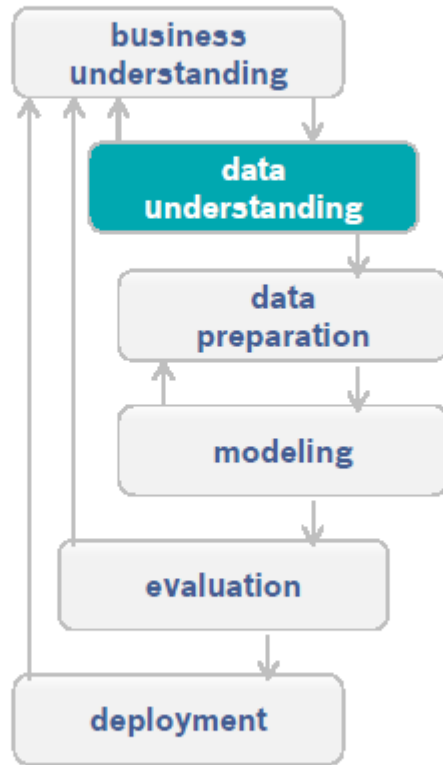 business
understanding
data
understanding
data
preparation
modeling
evaluation
deployment